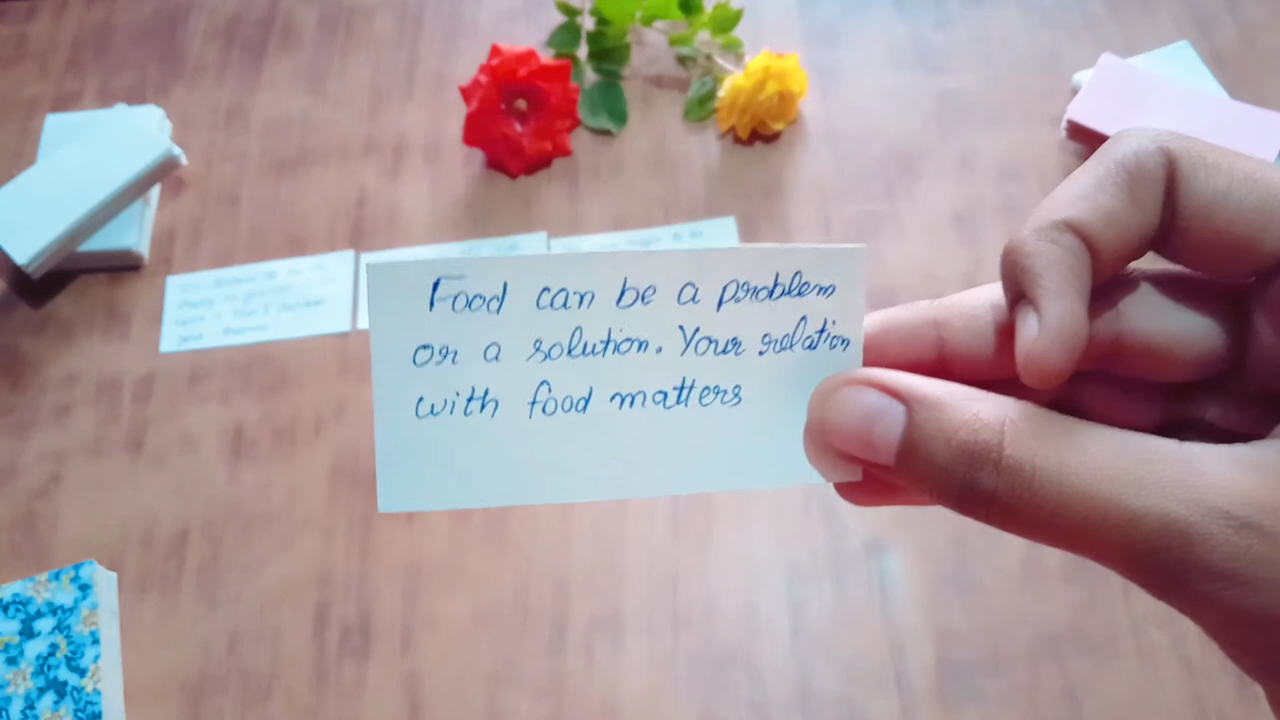 Food can be a problem
or a solution. Your relation
with food matters